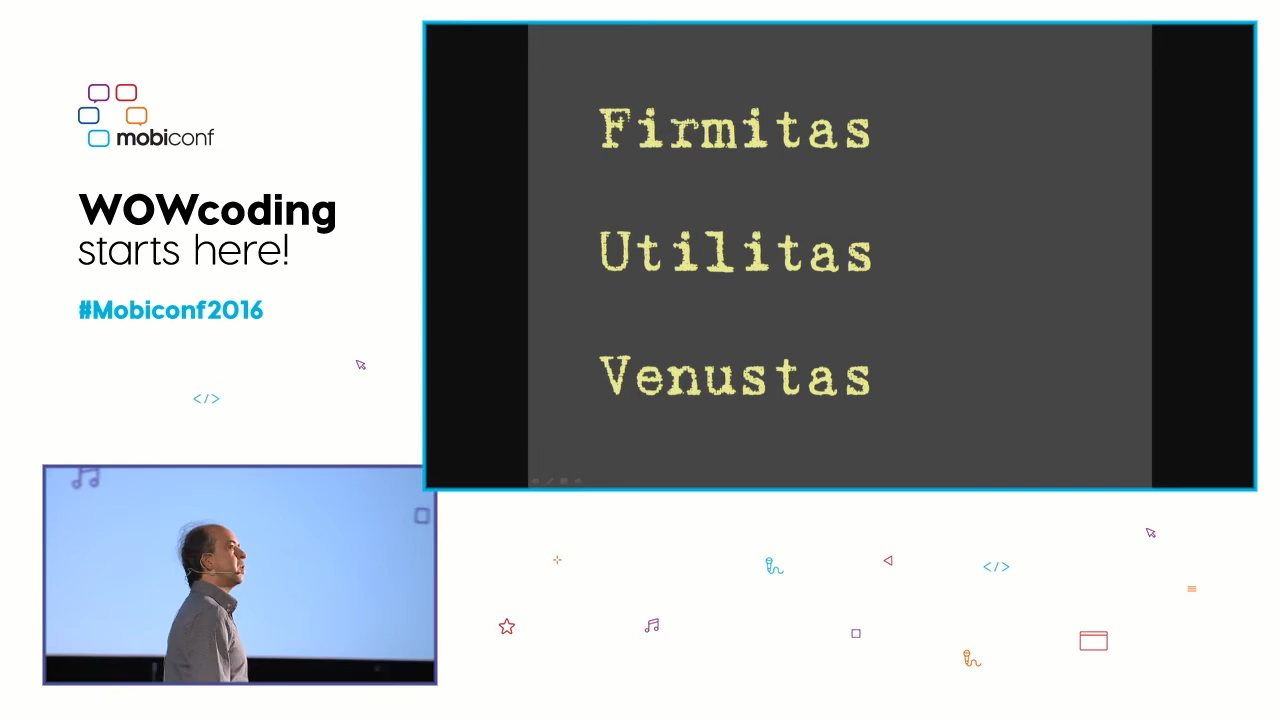 mobiconf
WOWcoding
starts here!
#Mobiconf2016
</>
Firmitas
Utilitas
Venustas
</>